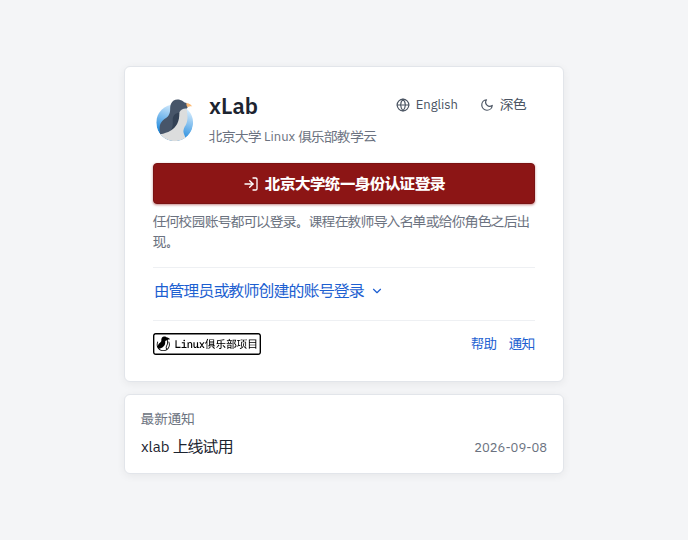 xLab
English
深色
北京大学 Linux 俱乐部教学云
北京大学统一身份认证登录
任何校园账号都可以登录。课程在教师导入名单或给你角色之后出
现。
由管理员或教师创建的账号登录
Linux俱乐部项目
帮助
通知
最新通知
xlab 上线试用
2026-09-08